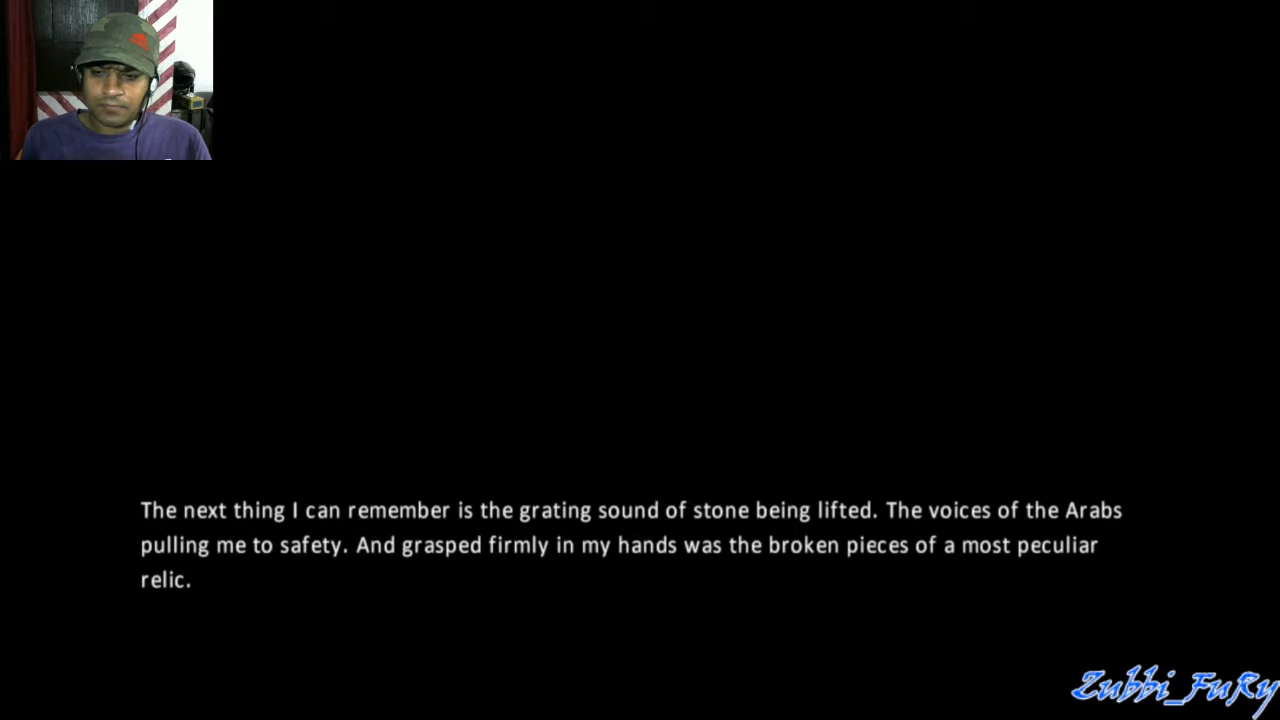 The next thing I can remember is the grating sound of stone being lifted. The voices of the Arabs
pulling me to safety. And grasped firmly in my hands was the broken pieces of a most peculiar
relic.
Zubbi_FuRy